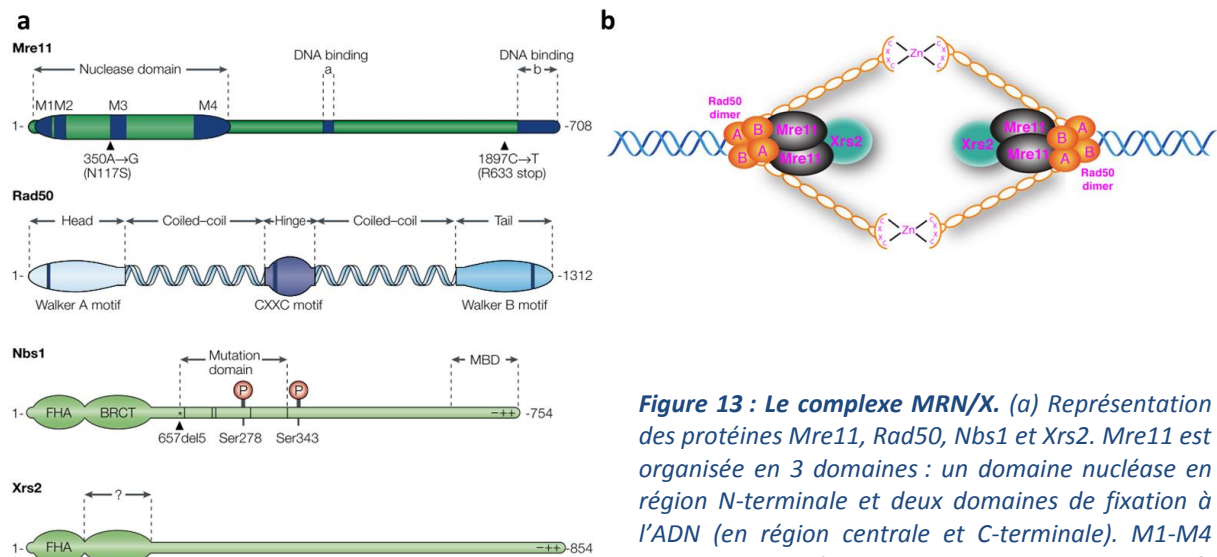 a
Mre11
Nuclease domain
DNA binding
a
DNA binding
b
M1 M2 M3 M4
1- -708
350A→G
(N117S)
1897C→T
(R633 stop)
Rad50
Head Coiled–coil Hinge Coiled–coil Tail
1- -1312
Walker A motif CXXC motif Walker B motif
Nbs1
Mutation
domain
MBD
P P
1- FHA BRCT * −++ -754
657del5 Ser278 Ser343
Xrs2
?
1- FHA −++ -854
b
C X X C Zn C X X C
Rad50
dimer
A B Mre11 Xrs2
B A Mre11
Xrs2 Mre11 B A
Mre11 A B
Rad50
dimer
C X X C Zn C X X C
Figure 13 : Le complexe MRN/X. (a) Représentation
des protéines Mre11, Rad50, Nbs1 et Xrs2. Mre11 est
organisée en 3 domaines : un domaine nucléase en
région N-terminale et deux domaines de fixation à
l’ADN (en région centrale et C-terminale). M1-M4